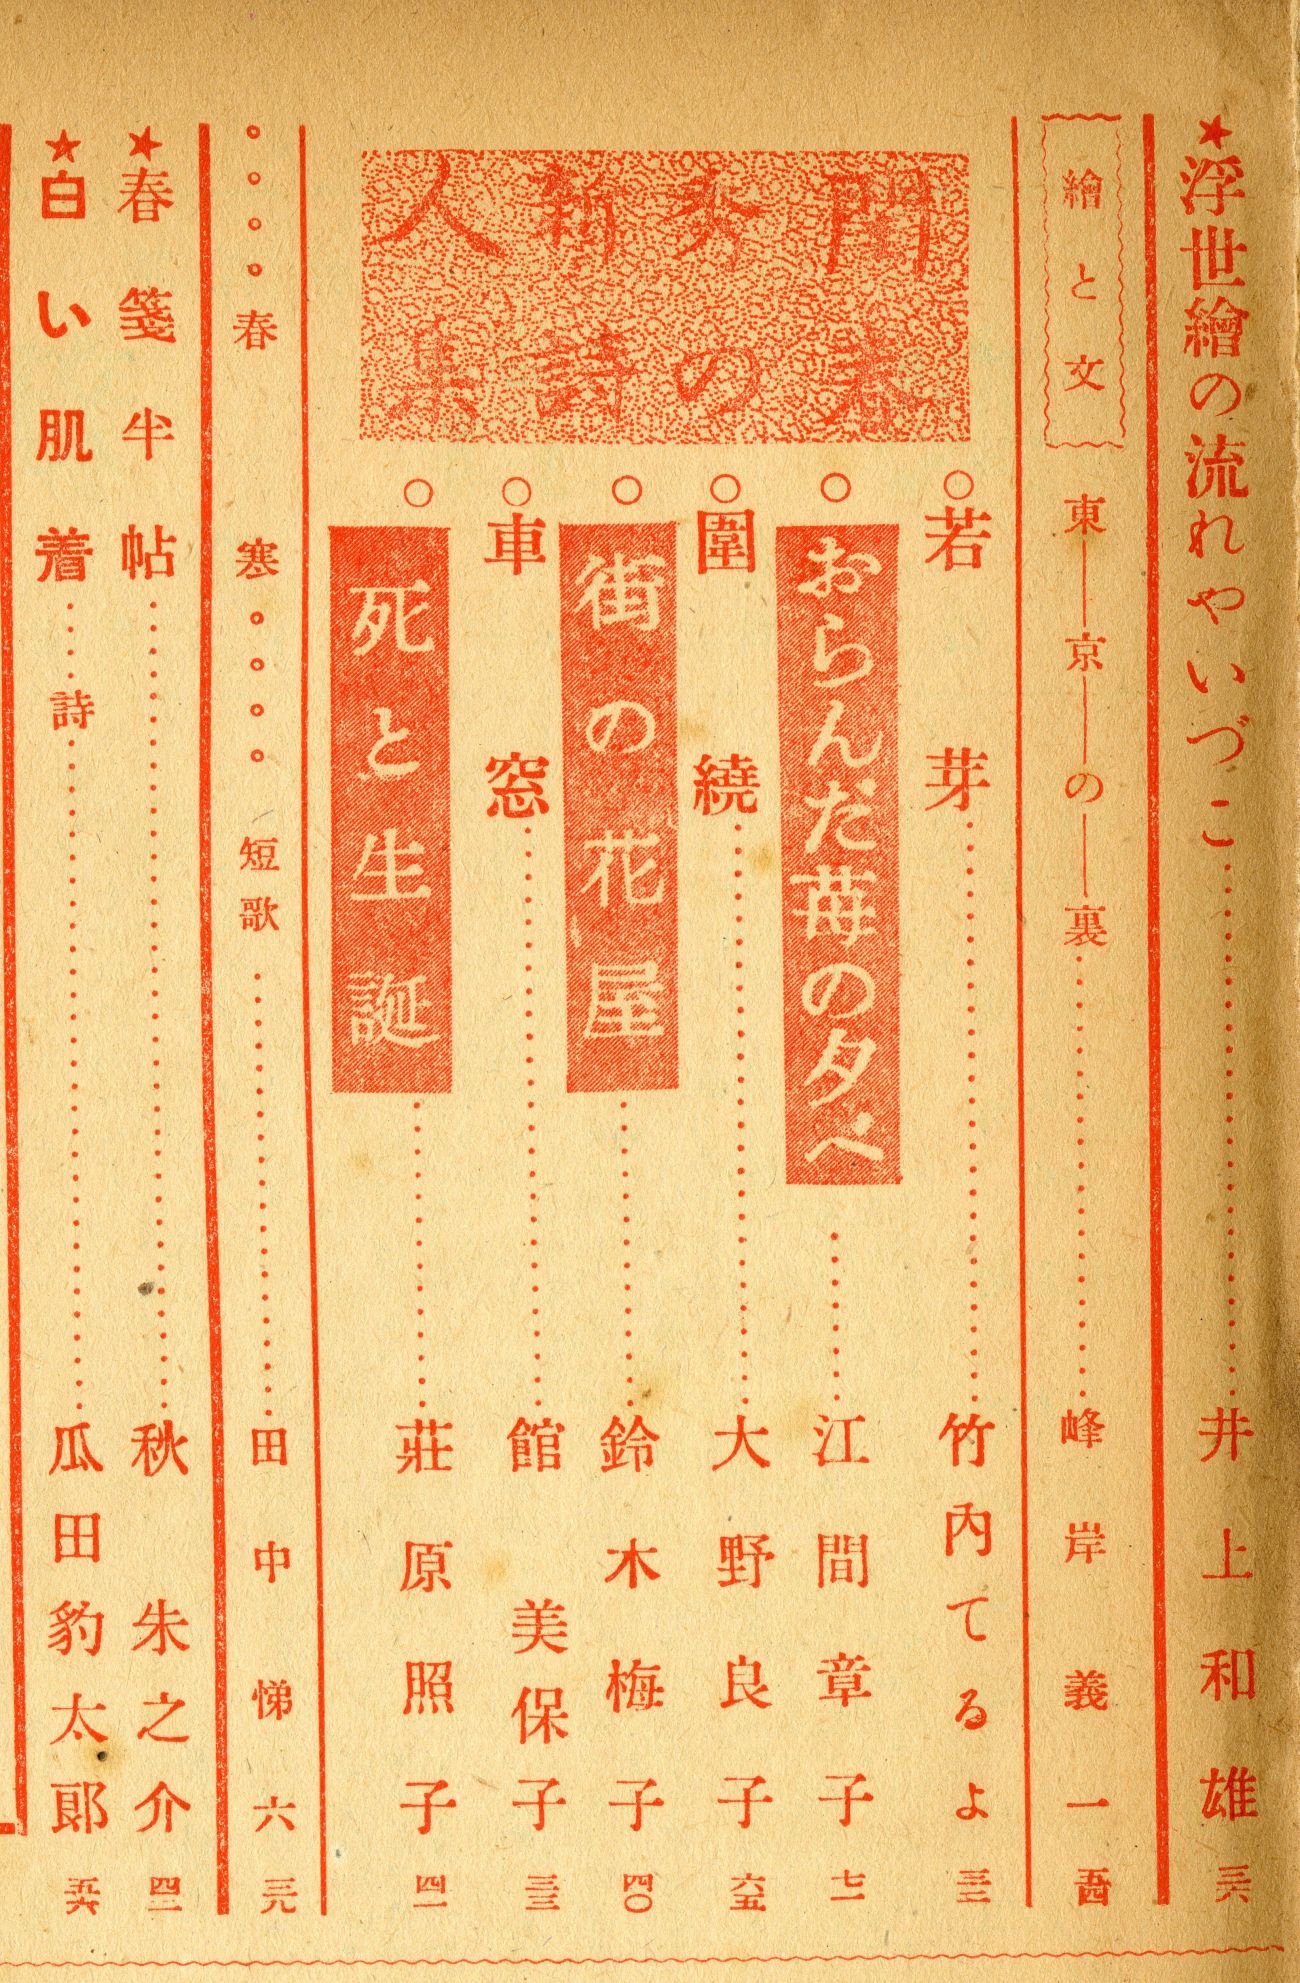 ★浮世繪の流れやいづこ……井上和雄 三六
繪と文 東―京―の―裏……峰岸義一 五四
閨秀新人
春の詩集
○若芽……竹内てるよ 三二
○おらんだ苺の夕べ……江間章子 七一
○圍繞……大野良子 六五
○街の花屋……鈴木梅子 四〇
○車窓……館美保子 三三
○死と生誕……莊原照子 四一
。。。。春寒。。。。短歌……田中悌六 三九
★春箋半帖……秋朱之介 四二
★白い肌着……詩……瓜田豹太郎 五六